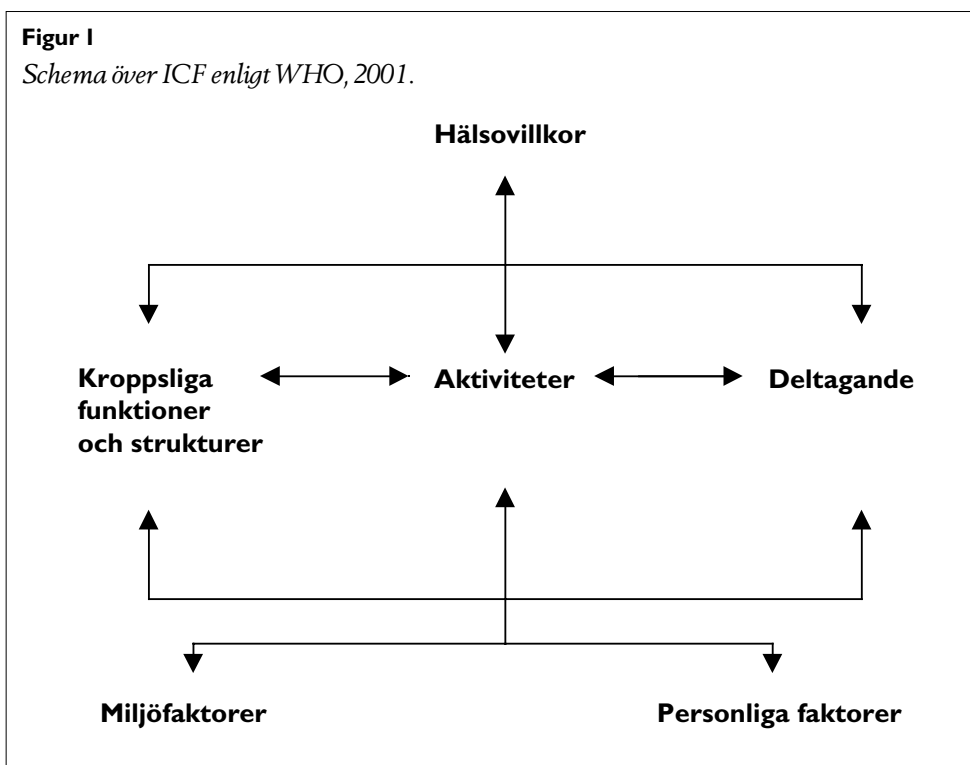 Figur 1
Schema över ICF enligt WHO, 2001.
Hälsovillkor
Kroppsliga
funktioner
och strukturer
Aktiviteter
Deltagande
Miljöfaktorer
Personliga faktorer